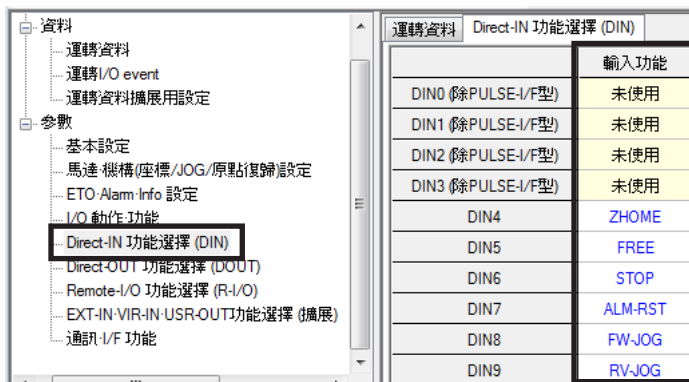 資料
運轉資料
運轉I/O event
運轉資料擴展用設定
參數
基本設定
馬達·機構(座標/JOG/原點復歸)設定
ETO·Alarm·Info 設定
I/O 動作·功能
Direct-IN 功能選擇 (DIN)
Direct-OUT 功能選擇 (DOUT)
Remote-I/O 功能選擇 (R-I/O)
EXT-IN·VIR-IN·USR-OUT功能選擇 (擴展)
通訊·I/F 功能
運轉資料 Direct-IN 功能選擇 (DIN)
輸入功能
DIN0 (除PULSE-I/F型) 未使用
DIN1 (除PULSE-I/F型) 未使用
DIN2 (除PULSE-I/F型) 未使用
DIN3 (除PULSE-I/F型) 未使用
DIN4 ZHOME
DIN5 FREE
DIN6 STOP
DIN7 ALM-RST
DIN8 FW-JOG
DIN9 RV-JOG